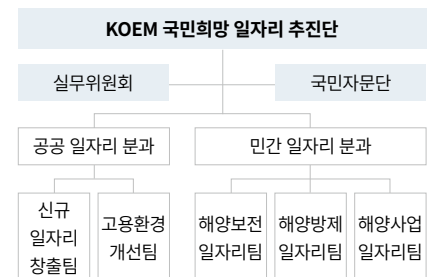 KOEM 국민희망 일자리 추진단
실무위원회
국민자문단
공공 일자리 분과
민간 일자리 분과
신규
일자리
창출팀
고용환경
개선팀
해양보전
일자리팀
해양방제
일자리팀
해양사업
일자리팀